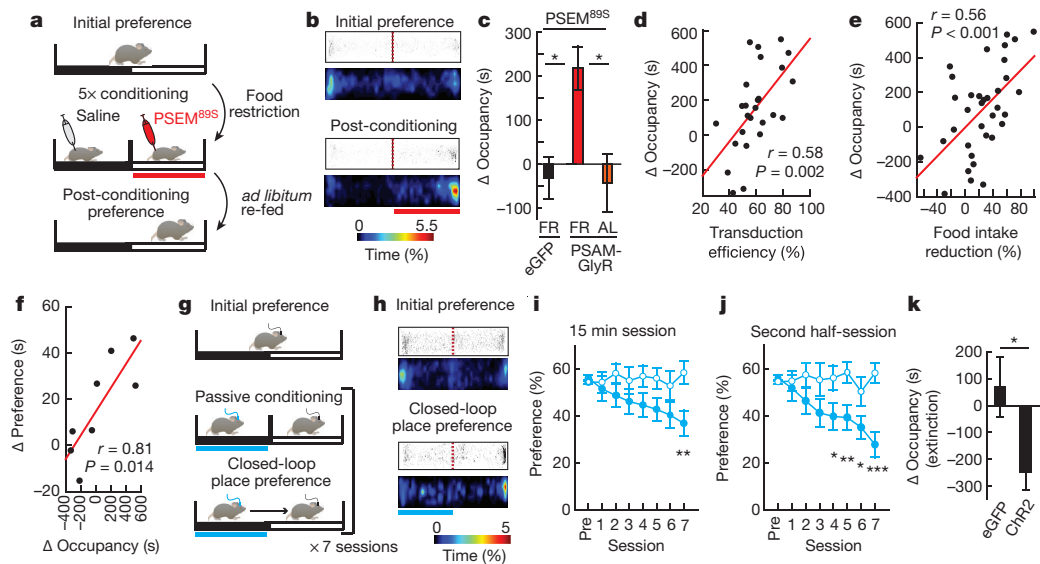 a
Initial preference
5× conditioning
Saline
PSEM89S
Food
restriction
Post-conditioning
preference
ad libitum
re-fed
b
Initial preference
Post-conditioning
0
5.5
Time (%)
c
PSEM89S
Δ Occupancy (s)
300
200
100
0
−100
*
*
FR
FR
AL
eGFP
PSAM-
GlyR
d
Δ Occupancy (s)
600
400
200
0
−200
r = 0.58
P = 0.002
20
40
60
80
100
Transduction
efficiency (%)
e
r = 0.56
P < 0.001
Δ Occupancy (s)
600
400
200
0
−200
−400
−40
0
40
80
Food intake
reduction (%)
f
Δ Preference (s)
60
40
20
0
−20
r = 0.81
P = 0.014
−400
−200
0
200
400
600
Δ Occupancy (s)
g
Initial preference
Passive conditioning
Closed-loop
place preference
×7 sessions
h
Initial preference
Closed-loop
place preference
0
5
Time (%)
i
15 min session
Preference (%)
80
60
40
20
0
**
Pre
1
2
3
4
5
6
7
Session
j
Second half-session
Preference (%)
80
60
40
20
0
*
**
*
***
Pre
1
2
3
4
5
6
7
Session
k
*
Δ Occupancy (s)
(extinction)
200
100
0
−100
−200
−300
eGFP
ChR2